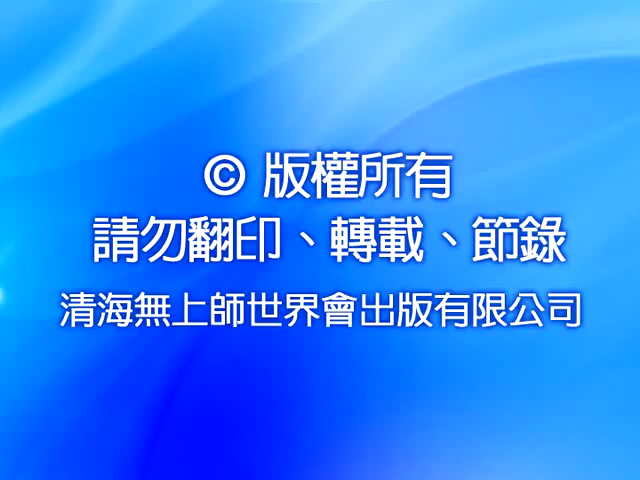 © 版權所有
請勿翻印、轉載、節錄
清海無上師世界會出版有限公司